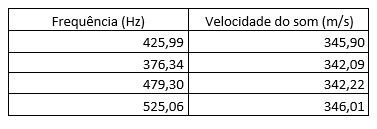 Frequência (Hz) Velocidade do som (m/s)
425,99 345,90
376,34 342,09
479,30 342,22
525,06 346,01